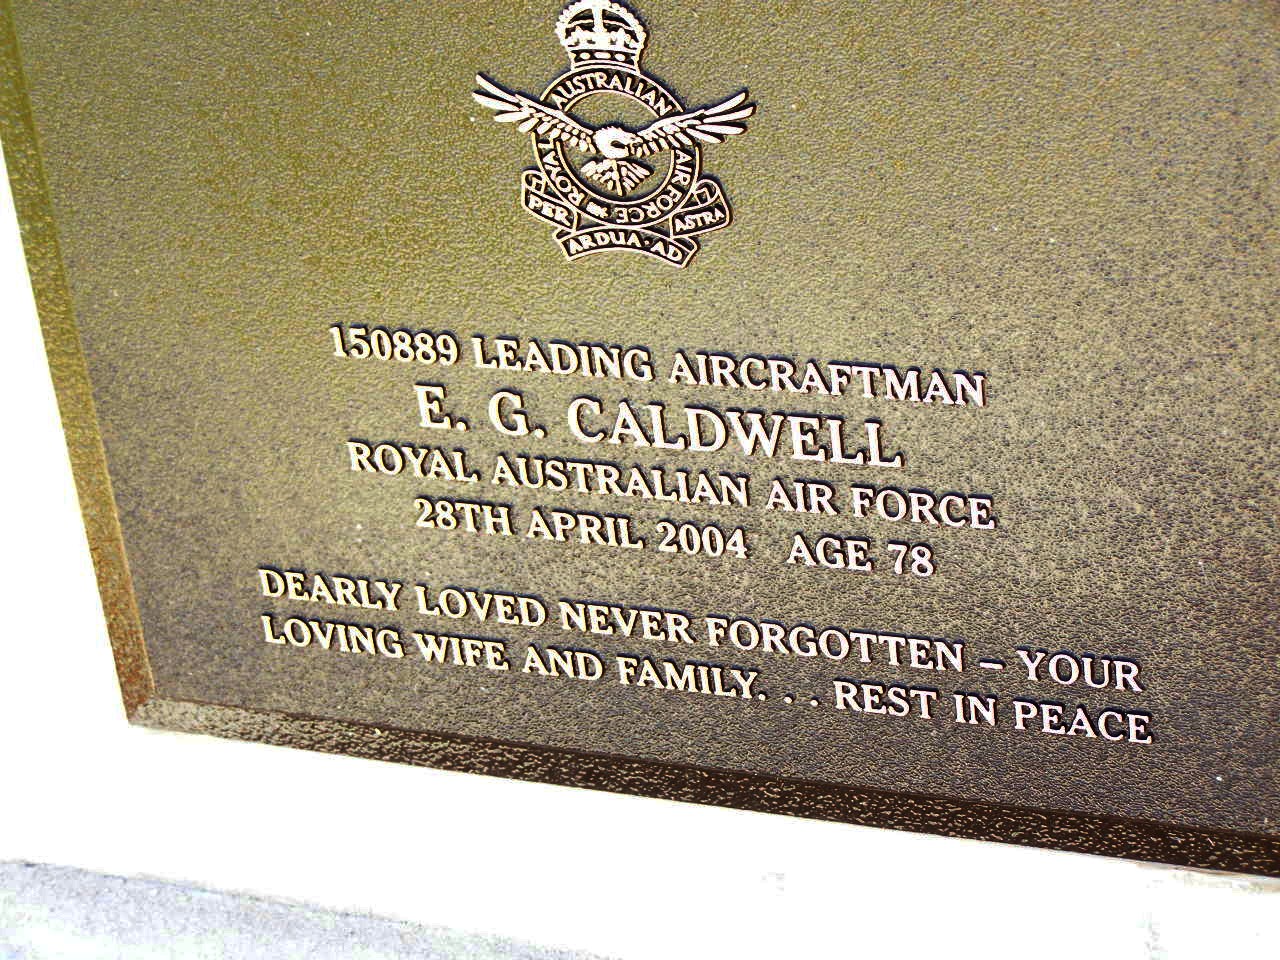 AUSTRALIAN
ROYAL AIR FORCE
PER ARDUA · AD ASTRA
150889 LEADING AIRCRAFTMAN
E. G. CALDWELL
ROYAL AUSTRALIAN AIR FORCE
28TH APRIL 2004 AGE 78
DEARLY LOVED NEVER FORGOTTEN – YOUR
LOVING WIFE AND FAMILY. . . REST IN PEACE